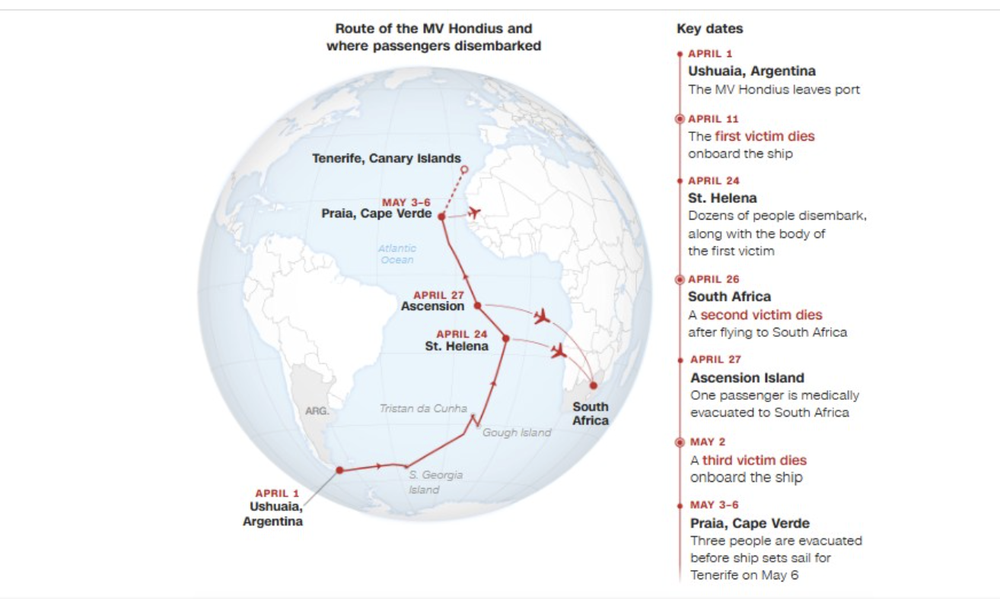 Route of the MV Hondius and
where passengers disembarked
Tenerife, Canary Islands
MAY 3–6
Praia, Cape Verde
Atlantic
Ocean
APRIL 27
Ascension
APRIL 24
St. Helena
ARG.
Tristan da Cunha
Gough Island
South
Africa
S. Georgia
Island
APRIL 1
Ushuaia,
Argentina
Key dates
APRIL 1
Ushuaia, Argentina
The MV Hondius leaves port
APRIL 11
The first victim dies
onboard the ship
APRIL 24
St. Helena
Dozens of people disembark,
along with the body of
the first victim
APRIL 26
South Africa
A second victim dies
after flying to South Africa
APRIL 27
Ascension Island
One passenger is medically
evacuated to South Africa
MAY 2
A third victim dies
onboard the ship
MAY 3–6
Praia, Cape Verde
Three people are evacuated
before ship sets sail for
Tenerife on May 6